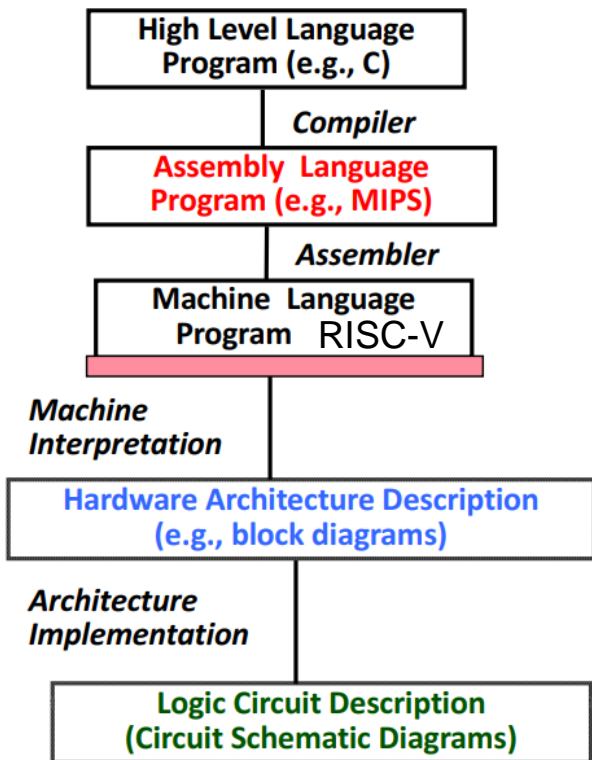 High Level Language
Program (e.g., C)
Compiler
Assembly Language
Program (e.g., MIPS)
Assembler
Machine Language
Program RISC-V
Machine
Interpretation
Hardware Architecture Description
(e.g., block diagrams)
Architecture
Implementation
Logic Circuit Description
(Circuit Schematic Diagrams)